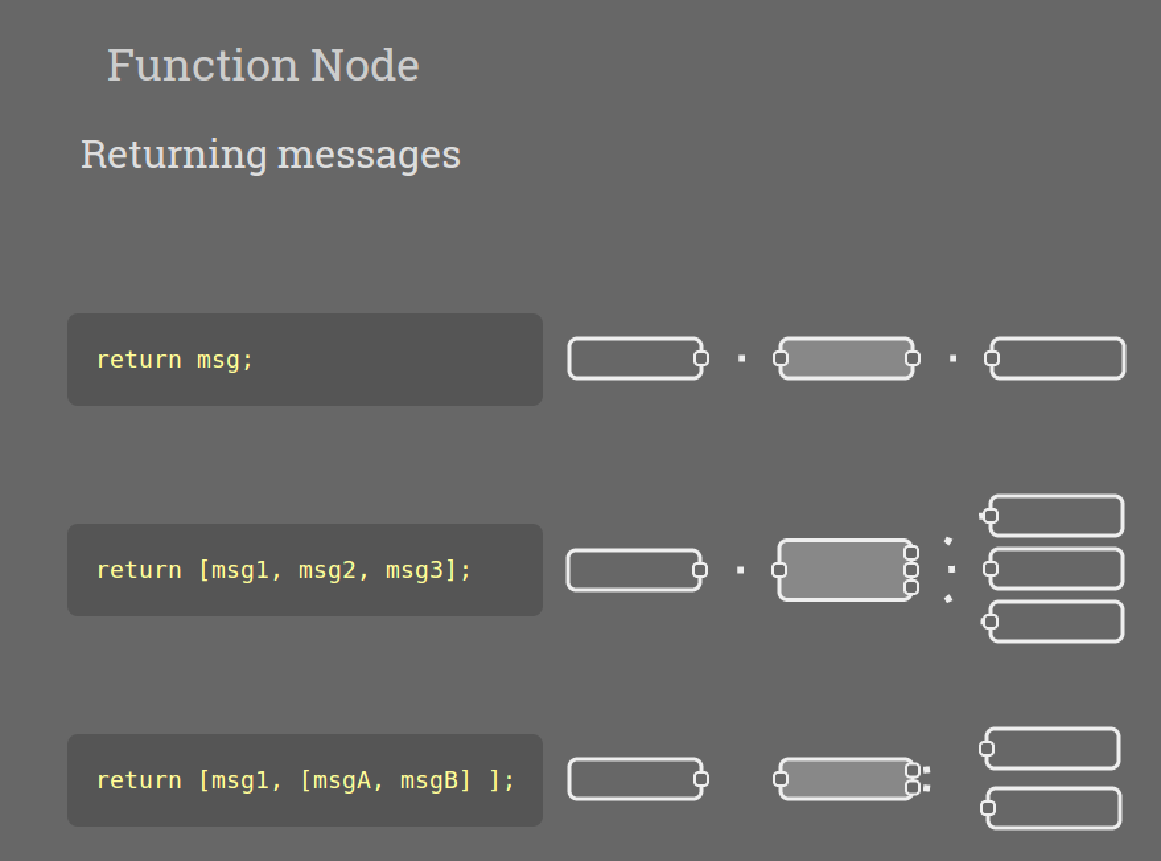 Function Node
Returning messages
return msg;
return [msg1, msg2, msg3];
return [msg1, [msgA, msgB] ];